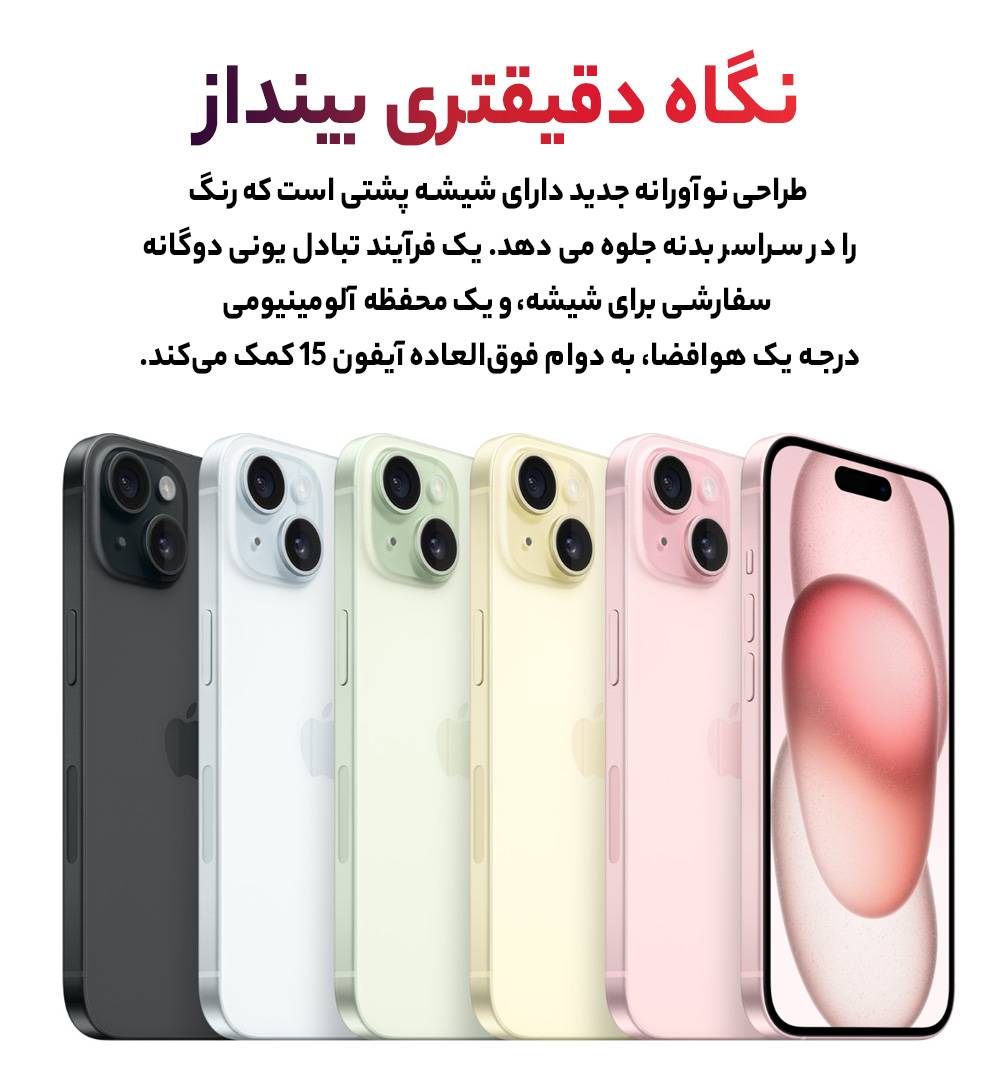 نگاه دقیقتری بینداز
طراحی نوآورانه جدید دارای شیشه پشتی است که رنگ
را در سراسر بدنه جلوه می دهد. یک فرآیند تبادل یونی دوگانه
سفارشی برای شیشه، و یک محفظه آلومینیومی
درجه یک هوافضا، به دوام فوق‌العاده آیفون 15 کمک می‌کند.